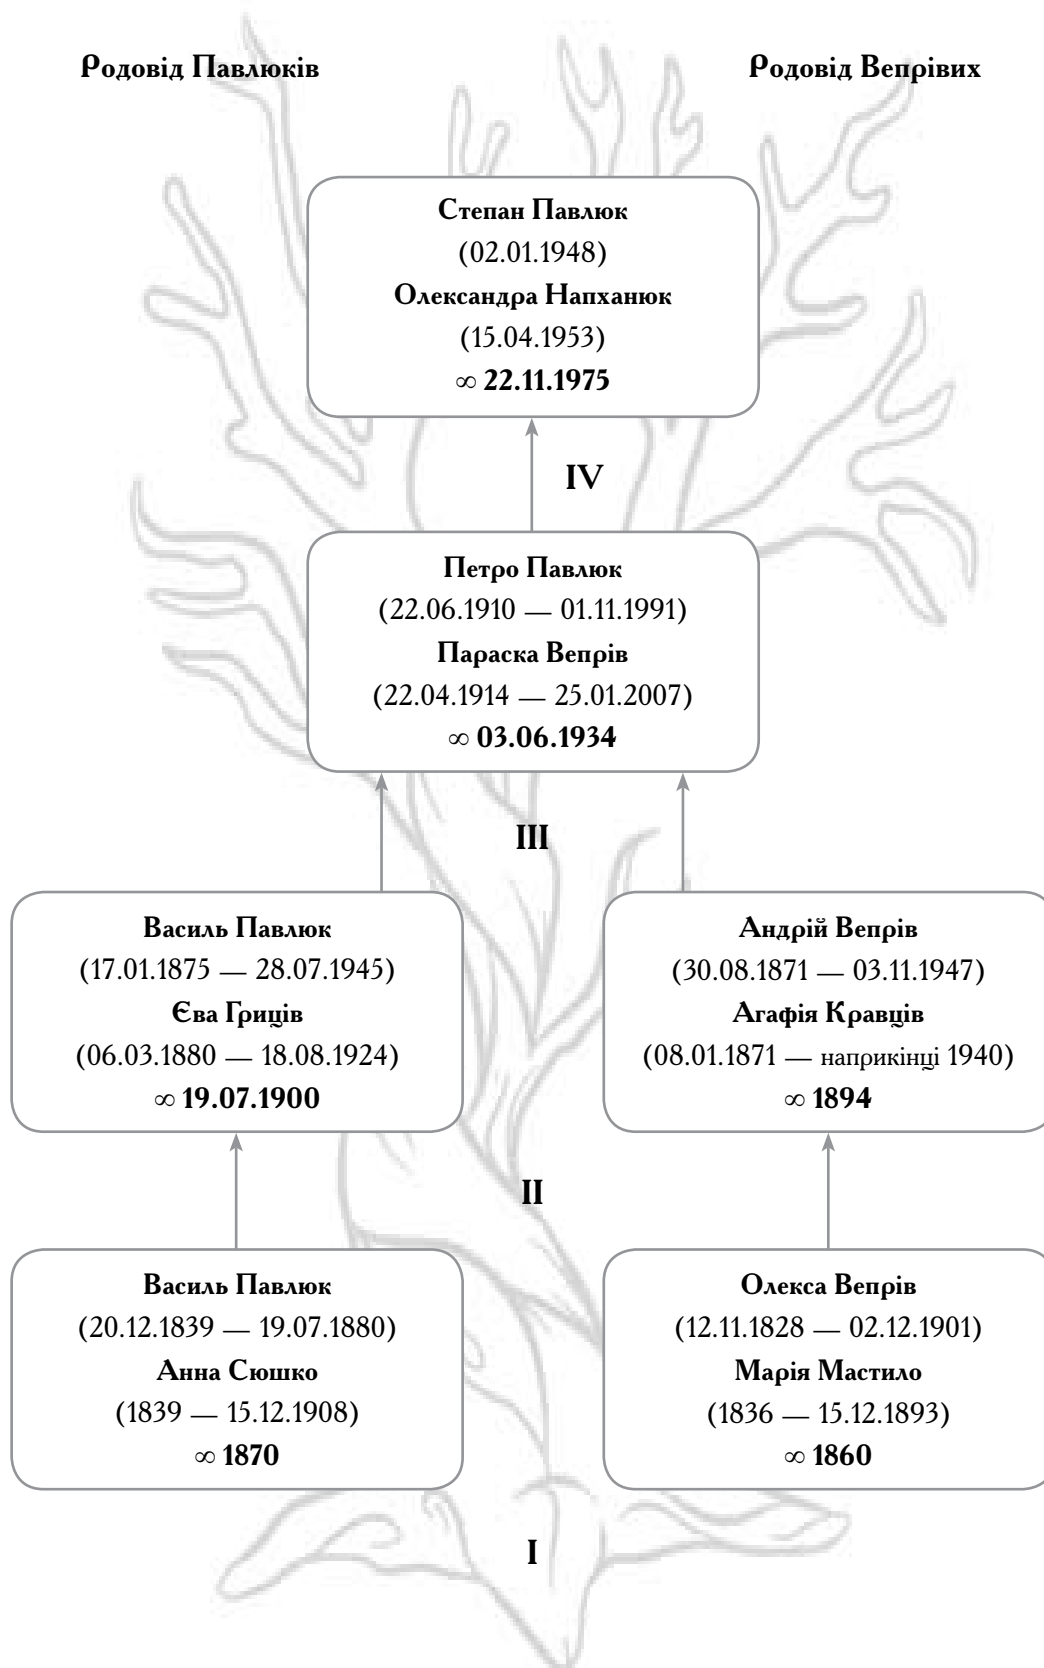 Родовід Павлюків
Родовід Вепрівих
Степан Павлюк
(02.01.1948)
Олександра Напханюк
(15.04.1953)
∞ 22.11.1975
IV
Петро Павлюк
(22.06.1910 — 01.11.1991)
Параска Вепрів
(22.04.1914 — 25.01.2007)
∞ 03.06.1934
III
Василь Павлюк
(17.01.1875 — 28.07.1945)
Єва Гриців
(06.03.1880 — 18.08.1924)
∞ 19.07.1900
Андрій Вепрів
(30.08.1871 — 03.11.1947)
Агафія Кравців
(08.01.1871 — наприкінці 1940)
∞ 1894
II
Василь Павлюк
(20.12.1839 — 19.07.1880)
Анна Сюшко
(1839 — 15.12.1908)
∞ 1870
Олекса Вепрів
(12.11.1828 — 02.12.1901)
Марія Мастило
(1836 — 15.12.1893)
∞ 1860
I